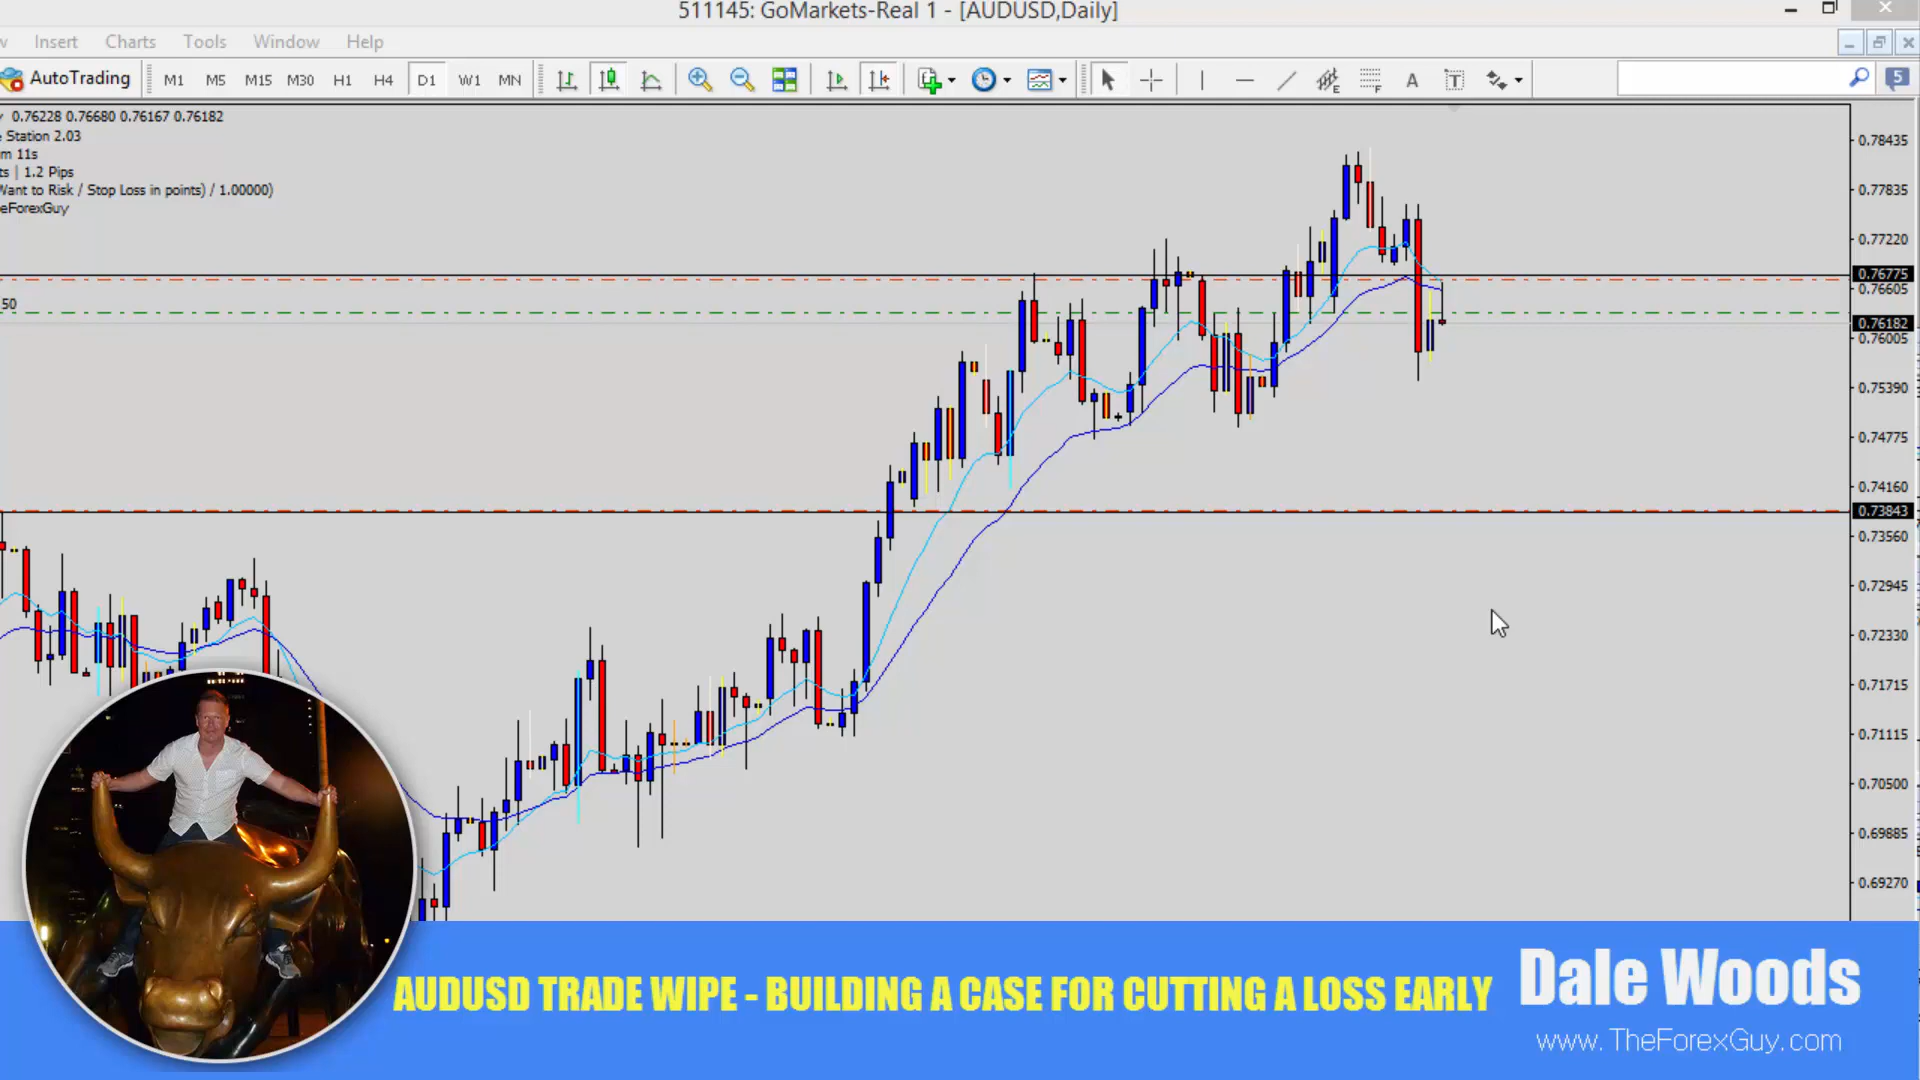 511145: GoMarkets-Real 1 - [AUDUSD,Daily]
w Insert Charts Tools Window Help
AutoTrading M1 M5 M15 M30 H1 H4 D1 W1 MN E F A T 5
y 0.76228 0.76680 0.76167 0.76182
e Station 2.03
m 11s
ts | 1.2 Pips
Want to Risk / Stop Loss in points) / 1.00000)
heForexGuy
50
0.78435
0.77835
0.77220
0.76775
0.76605
0.76182
0.76005
0.75390
0.74775
0.74160
0.73843
0.73560
0.72945
0.72330
0.71715
0.71115
0.70500
0.69885
0.69270
AUDUSD TRADE WIPE - BUILDING A CASE FOR CUTTING A LOSS EARLY
Dale Woods
www. TheForexGuy. com